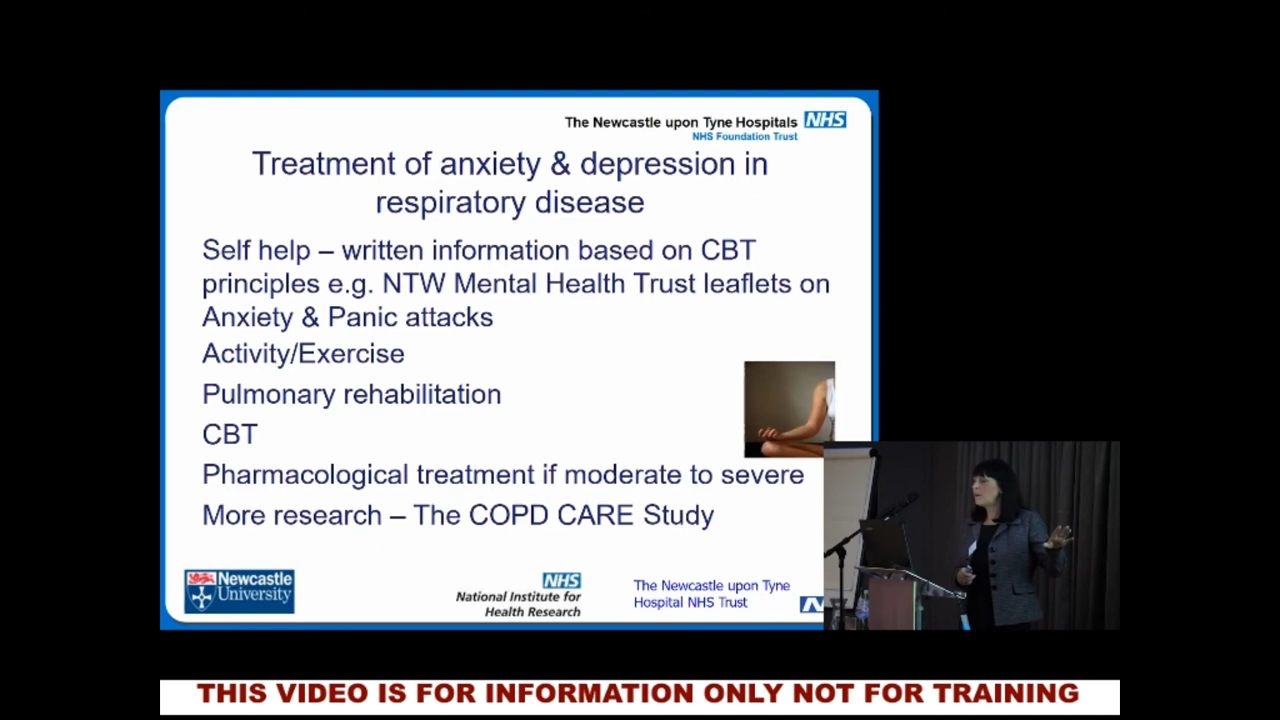 The Newcastle upon Tyne Hospitals NHS
NHS Foundation Trust
Treatment of anxiety & depression in
respiratory disease
Self help – written information based on CBT
principles e.g. NTW Mental Health Trust leaflets on
Anxiety & Panic attacks
Activity/Exercise
Pulmonary rehabilitation
CBT
Pharmacological treatment if moderate to severe
More research – The COPD CARE Study
Newcastle
University
NHS
National Institute for
Health Research
The Newcastle upon Tyne
Hospital NHS Trust
THIS VIDEO IS FOR INFORMATION ONLY NOT FOR TRAINING